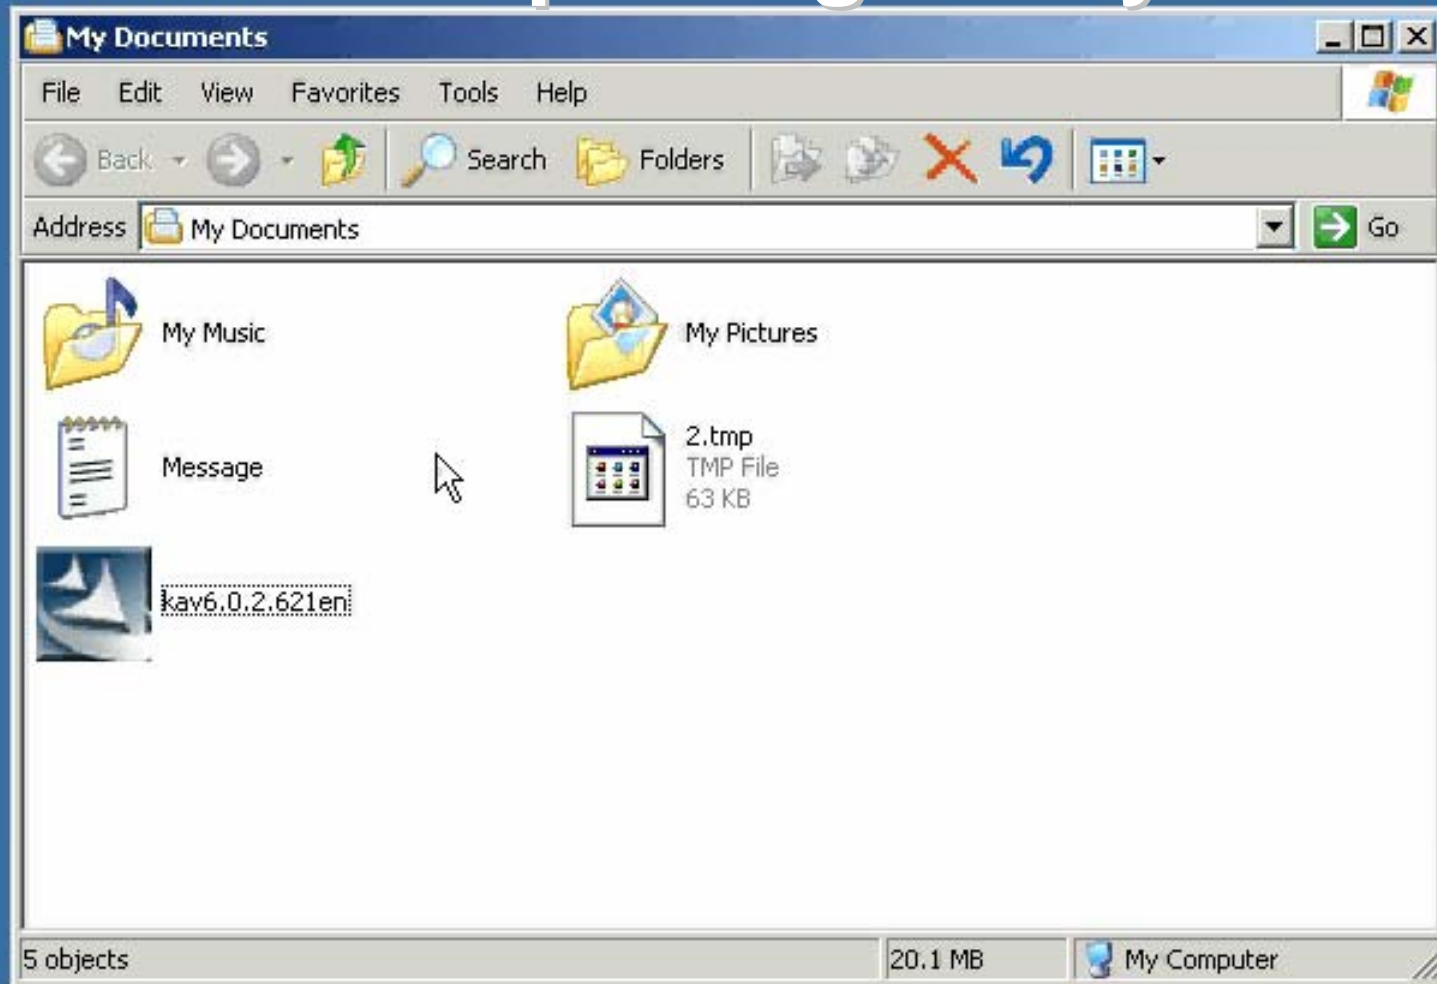 My Documents
File Edit View Favorites Tools Help
Back Search Folders
Address My Documents Go
My Music My Pictures
Message
2.tmp
TMP File
63 KB
kav6.0.2.621en
5 objects 20.1 MB My Computer